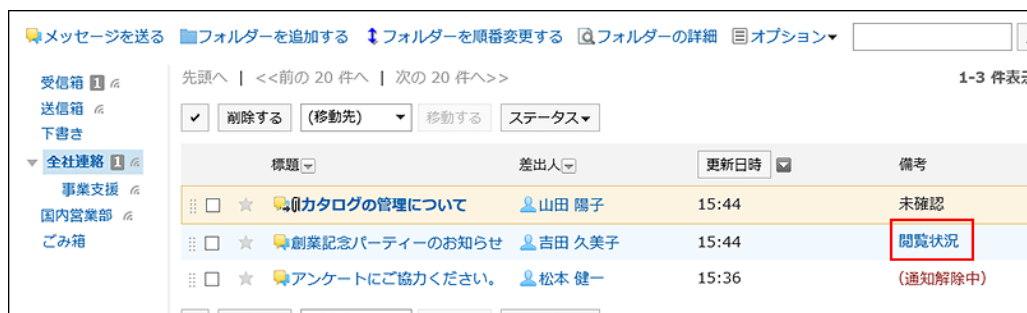 メッセージを送る フォルダーを追加する フォルダーを順番変更する フォルダーの詳細 オプション
受信箱 1
送信箱
下書き
全社連絡 1
事業支援
国内営業部
ごみ箱
先頭へ | <<前の 20 件へ | 次の 20 件へ>> 1-3 件表示
削除する (移動先) 移動する ステータス
標題 差出人 更新日時 備考
カタログの管理について 山田 陽子 15:44 未確認
創業記念パーティーのお知らせ 吉田 久美子 15:44 閲覧状況
アンケートにご協力ください。 松本 健一 15:36 (通知解除中)